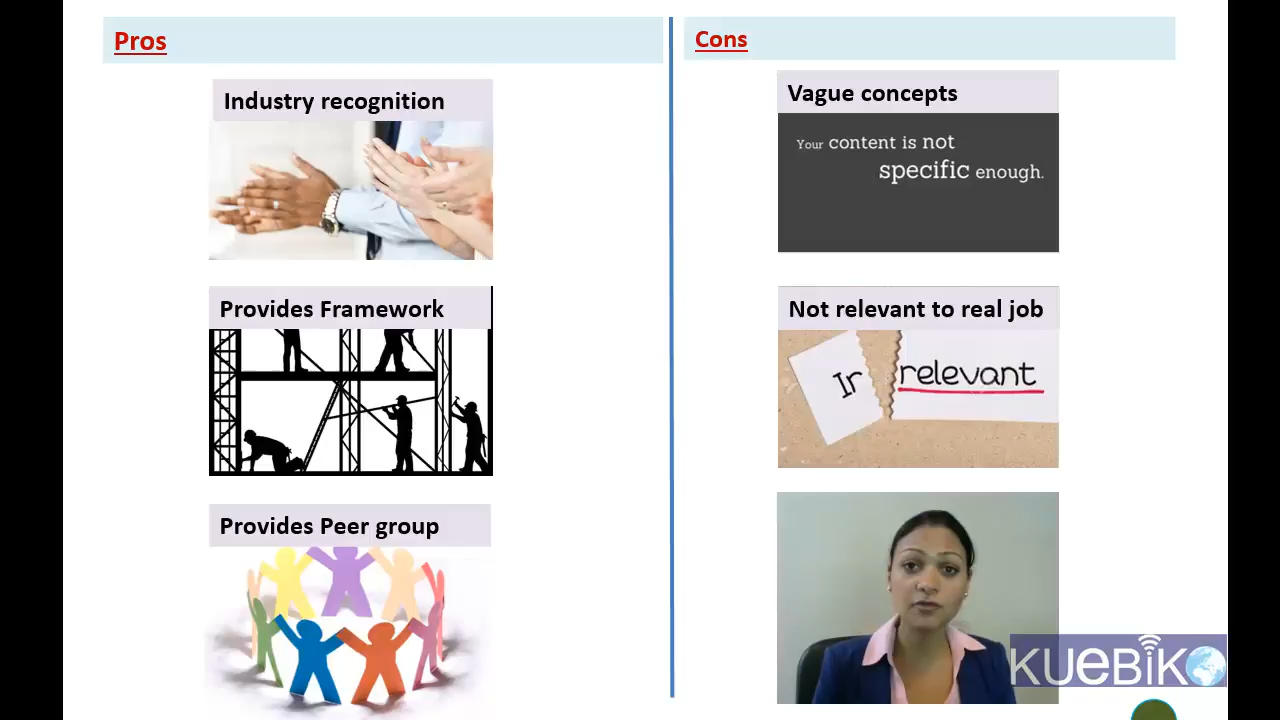 Pros
Industry recognition
Provides Framework
Provides Peer group
Cons
Vague concepts
Your content is not
specific enough.
Not relevant to real job
Ir relevant
KUEBIKO